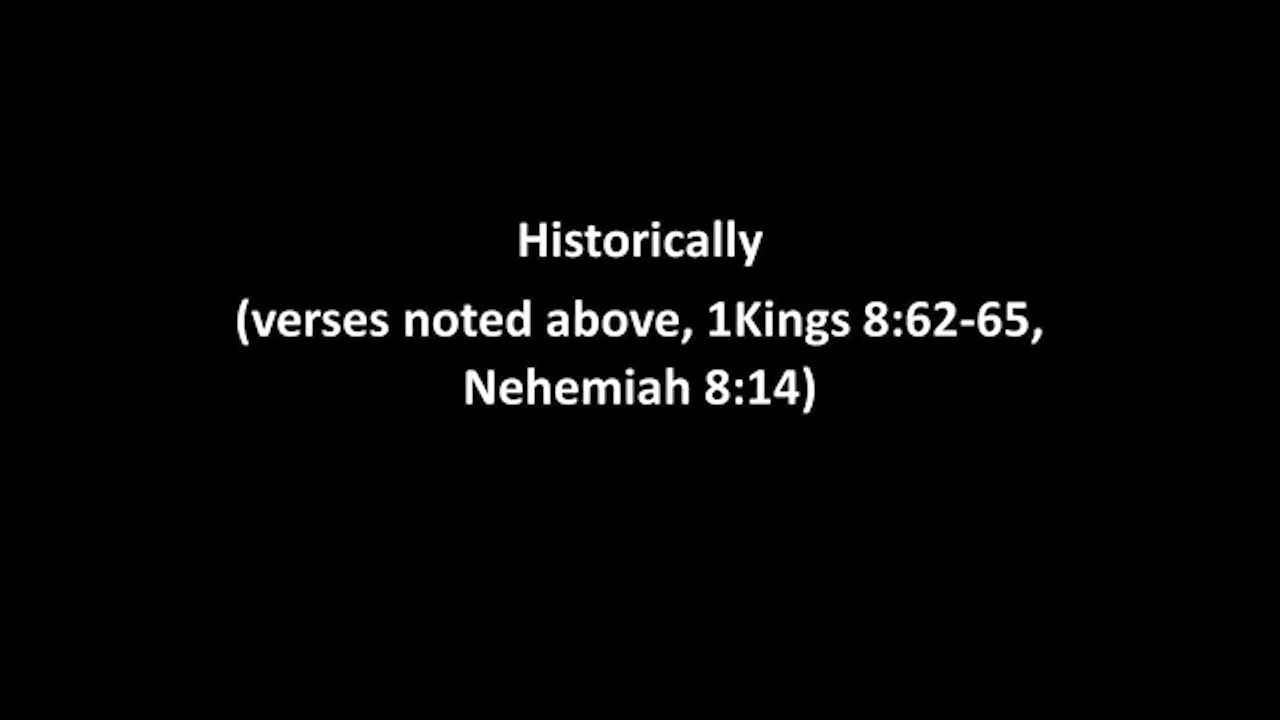 Historically
(verses noted above, 1Kings 8:62-65,
Nehemiah 8:14)